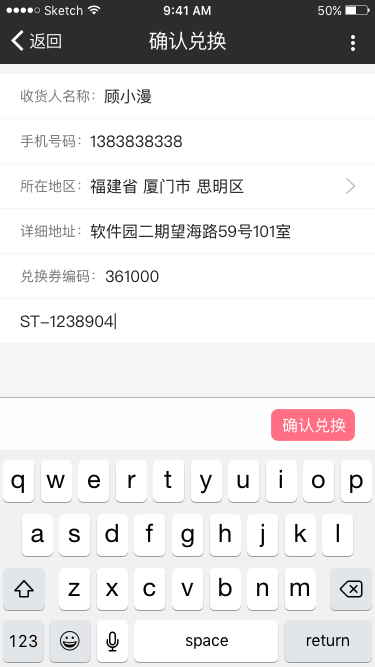 Sketch 9:41 AM 50%
返回 确认兑换
收货人名称： 顾小漫
手机号码： 1383838338
所在地区： 福建省 厦门市 思明区
详细地址： 软件园二期望海路59号101室
兑换券编码： 361000
ST-1238904
确认兑换
q w e r t y u i o p
a s d f g h j k l
z x c v b n m
123 space return